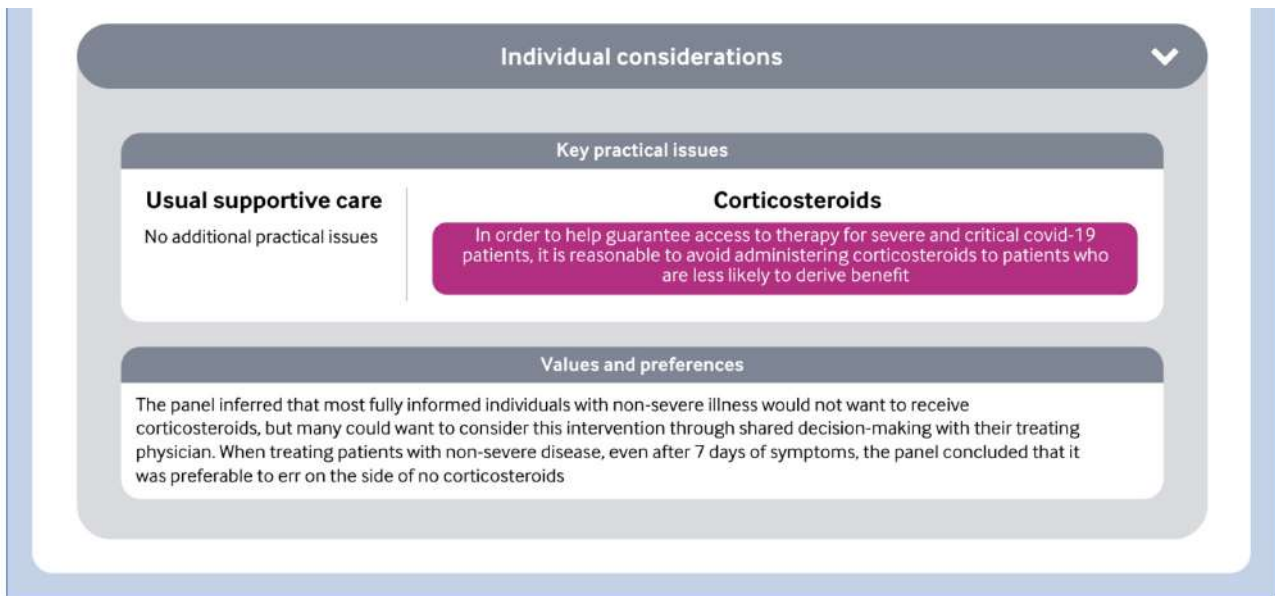 Individual considerations
Key practical issues
Usual supportive care
No additional practical issues
Corticosteroids
In order to help guarantee access to therapy for severe and critical covid-19
patients, it is reasonable to avoid administering corticosteroids to patients who
are less likely to derive benefit
Values and preferences
The panel inferred that most fully informed individuals with non-severe illness would not want to receive
corticosteroids, but many could want to consider this intervention through shared decision-making with their treating
physician. When treating patients with non-severe disease, even after 7 days of symptoms, the panel concluded that it
was preferable to err on the side of no corticosteroids